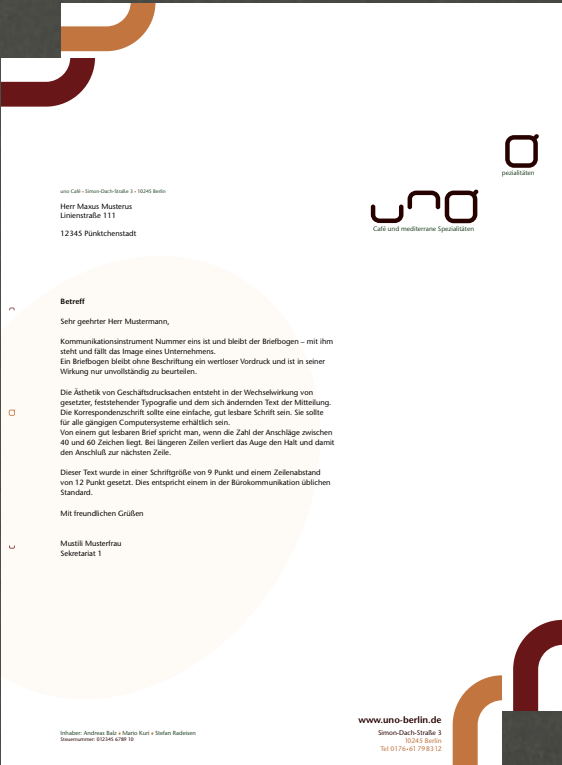 pezialitäten
uno Café • Simon-Dach-Straße 3 • 10245 Berlin
uno
Café und mediterrane Spezialitäten
Herr Maxus Musterus
Linienstraße 111
12345 Pünktchenstadt
Betreff
Sehr geehrter Herr Mustermann,
Kommunikationsinstrument Nummer eins ist und bleibt der Briefbogen – mit ihm
steht und fällt das Image eines Unternehmens.
Ein Briefbogen bleibt ohne Beschriftung ein wertloser Vordruck und ist in seiner
Wirkung nur unvollständig zu beurteilen.
Die Ästhetik von Geschäftsdrucksachen entsteht in der Wechselwirkung von
gesetzter, feststehender Typografie und dem sich ändernden Text der Mitteilung.
Die Korrespondenzschrift sollte eine einfache, gut lesbare Schrift sein. Sie sollte
für alle gängigen Computersysteme erhältlich sein.
Von einem gut lesbaren Brief spricht man, wenn die Zahl der Anschläge zwischen
40 und 60 Zeichen liegt. Bei längeren Zeilen verliert das Auge den Halt und damit
den Anschluß zur nächsten Zeile.
Dieser Text wurde in einer Schriftgröße von 9 Punkt und einem Zeilenabstand
von 12 Punkt gesetzt. Dies entspricht einem in der Bürokommunikation üblichen
Standard.
Mit freundlichen Grüßen
Mustili Musterfrau
Sekretariat 1
www.uno-berlin.de
Simon-Dach-Straße 3
10245 Berlin
Tel 0176•61 79 83 12
Inhaber: Andreas Balz • Mario Kuri • Stefan Radeisen
Steuernummer: 012345 6789 10